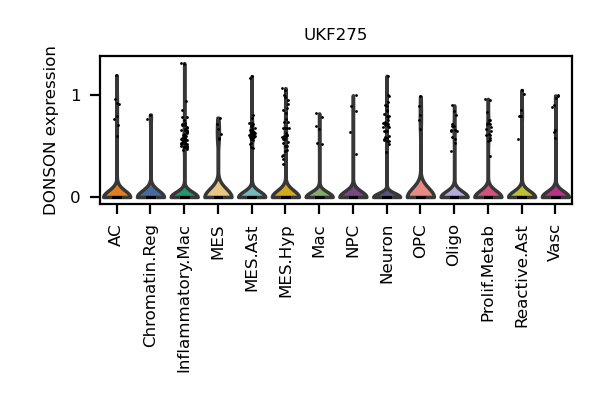 UKF275
DONSON expression
1
0
AC
Chromatin.Reg
Inflammatory.Mac
MES
MES.Ast
MES.Hyp
Mac
NPC
Neuron
OPC
Oligo
Prolif.Metab
Reactive.Ast
Vasc